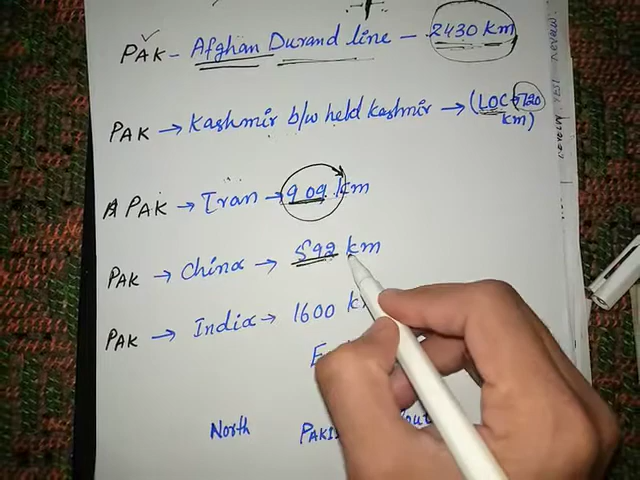 PAK - Afghan Durand line - 2430 Km
PAK → Kashmir b/w held Kashmir → (LOC → 720 km)
PAK → Iran → 909 km
PAK → China → 592 km
PAK → India → 1600
North